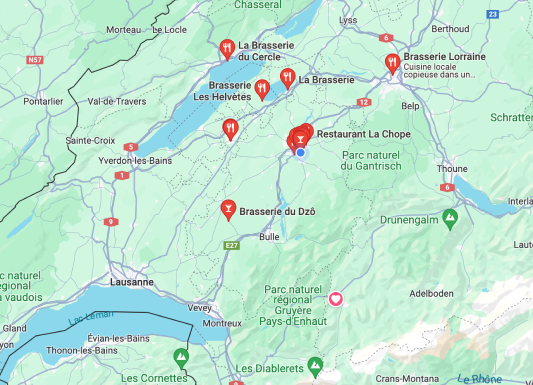 Chasseral
Lyss
23
Morteau
Le Locle
6
Berthoud
N57
La Brasserie
du Cercle
Brasserie Lorraine
Cuisine locale
copieuse dans un...
Brasserie
Les Helvètes
La Brasserie
Pontarlier
Val-de-Travers
12
Belp
Schratter
Restaurant La Chope
Sainte-Croix
5
Yverdon-les-Bains
Parc naturel
du Gantrisch
1
Thoune
6
Interla
Brasserie du Dzô
9
Drunengalm
Bulle
E27
Laute
Lausanne
c naturel
égional
a vaudois
Parc naturel
régional
Gruyère
Pays-d'Enhaut
Adelboden
Vevey
Lac Léman
Gland
Montreux
yon
Évian-les-Bains
Thonon-les-Bains
Les Cornettes
Les Diablerets
9
Crans-Montana
Le Rhône